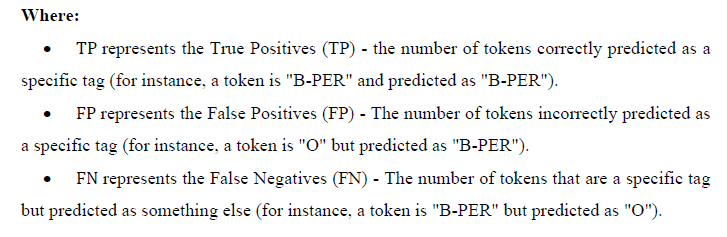 Where:
• TP represents the True Positives (TP) - the number of tokens correctly predicted as a
specific tag (for instance, a token is "B-PER" and predicted as "B-PER").
• FP represents the False Positives (FP) - The number of tokens incorrectly predicted as
a specific tag (for instance, a token is "O" but predicted as "B-PER").
• FN represents the False Negatives (FN) - The number of tokens that are a specific tag
but predicted as something else (for instance, a token is "B-PER" but predicted as "O").